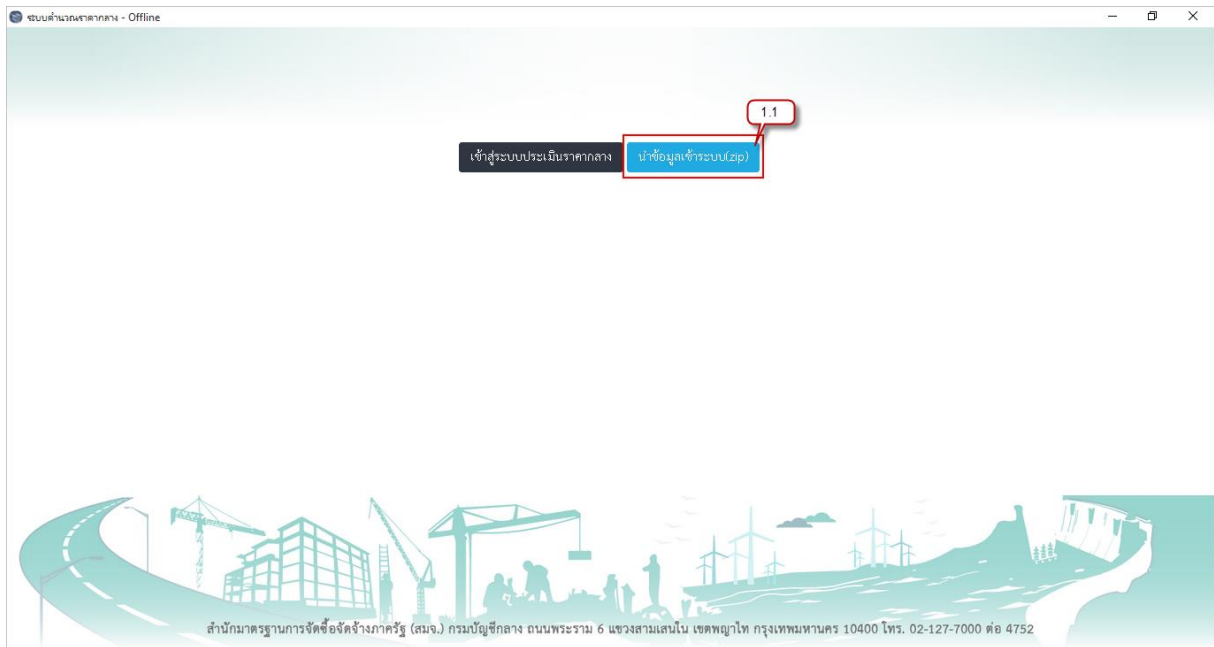 ระบบคำนวณราคากลาง - Offline
1.1
เข้าสู่ระบบประเมินราคากลาง นำข้อมูลเข้าระบบ(zip)
สำนักมาตรฐานการจัดซื้อจัดจ้างภาครัฐ (สมจ.) กรมบัญชีกลาง ถนนพระราม 6 แขวงสามเสนใน เขตพญาไท กรุงเทพมหานคร 10400 โทร. 02-127-7000 ต่อ 4752